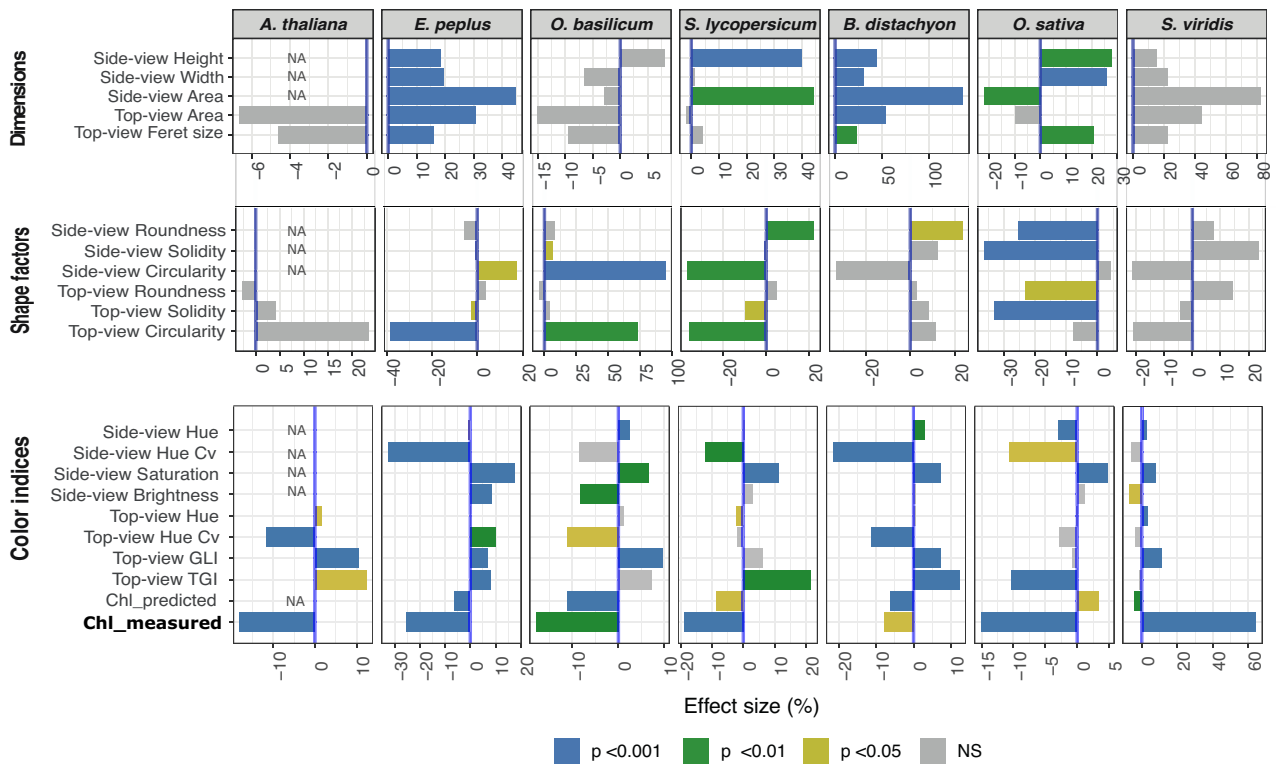 A. thaliana E. peplus O. basilicum S. lycopersicum B. distachyon O. sativa S. viridis
Dimensions
Side-view Height NA
Side-view Width NA
Side-view Area NA
Top-view Area
Top-view Feret size
−6 −4 −2 0 0 10 20 30 40 −15 −10 −5 0 5 0 10 20 30 40 0 50 100 −20 −10 0 10 20 30 0 20 40 60 80
Shape factors
Side-view Roundness NA
Side-view Solidity NA
Side-view Circularity NA
Top-view Roundness
Top-view Solidity
Top-view Circularity
0 5 10 15 20 −40 −20 0 20 0 25 50 75 100 −40 −20 0 20 −20 0 20 −30 −20 −10 0 −20 −10 0 10 20
Color indices
Side-view Hue NA
Side-view Hue Cv NA
Side-view Saturation NA
Side-view Brightness NA
Top-view Hue
Top-view Hue Cv
Top-view GLI
Top-view TGI
Chl_predicted NA
Chl_measured
−10 0 10 −30 −20 −10 0 10 20 −10 0 10 −20 −10 0 10 20 −20 −10 0 10 −15 −10 −5 0 5 0 20 40 60
Effect size (%)
p <0.001 p <0.01 p <0.05 NS